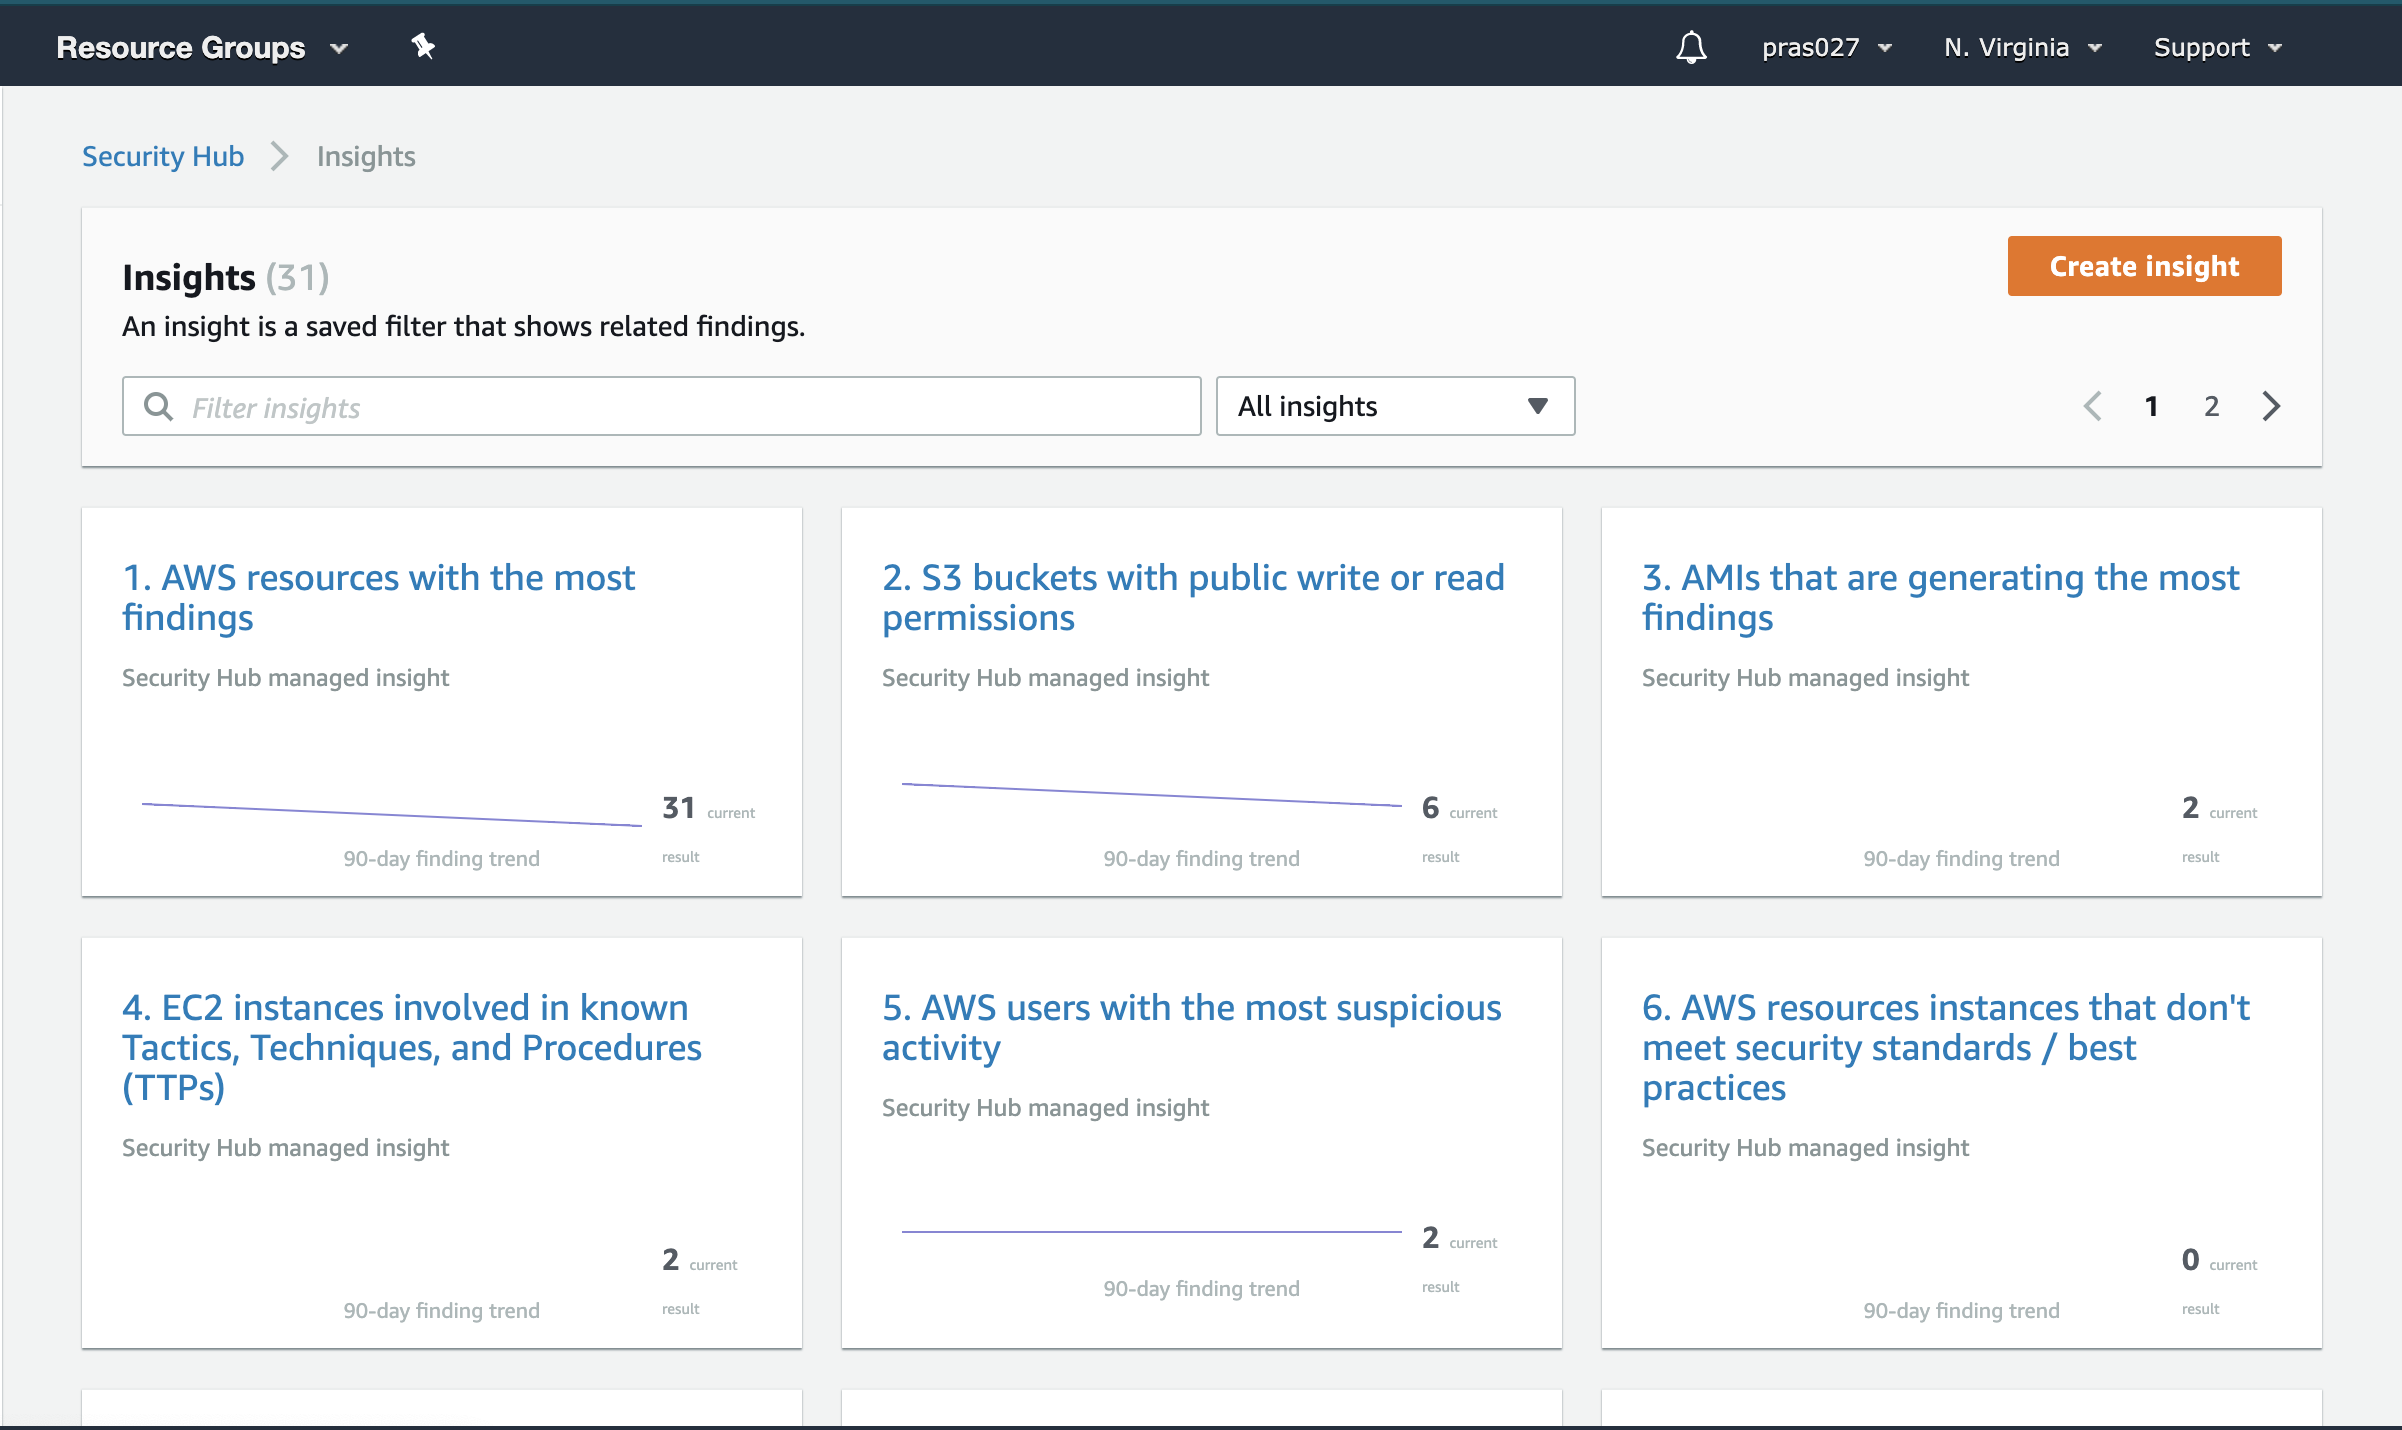 Resource Groups
pras027
N. Virginia
Support
Security Hub
Insights
Insights (31)
Create insight
An insight is a saved filter that shows related findings.
Filter insights
All insights
1
2
1. AWS resources with the most
findings
Security Hub managed insight
31 current
result
90-day finding trend
2. S3 buckets with public write or read
permissions
Security Hub managed insight
6 current
result
90-day finding trend
3. AMIs that are generating the most
findings
Security Hub managed insight
2 current
result
90-day finding trend
4. EC2 instances involved in known
Tactics, Techniques, and Procedures
(TTPs)
Security Hub managed insight
2 current
result
90-day finding trend
5. AWS users with the most suspicious
activity
Security Hub managed insight
2 current
result
90-day finding trend
6. AWS resources instances that don't
meet security standards / best
practices
Security Hub managed insight
0 current
result
90-day finding trend